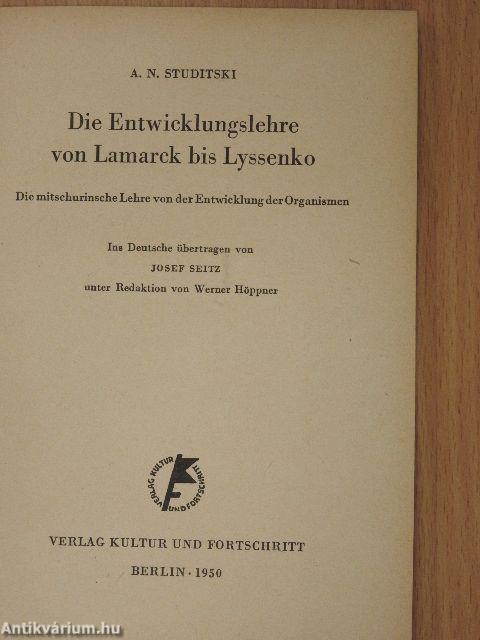 A. N. STUDITSKI
Die Entwicklungslehre
von Lamarck bis Lyssenko
Die mitschurinsche Lehre von der Entwicklung der Organismen
Ins Deutsche übertragen von
JOSEF SEITZ
unter Redaktion von Werner Höppner
VERLAG KULTUR
UND FORTSCHRITT
VERLAG KULTUR UND FORTSCHRITT
BERLIN · 1950
Antikvárium.hu